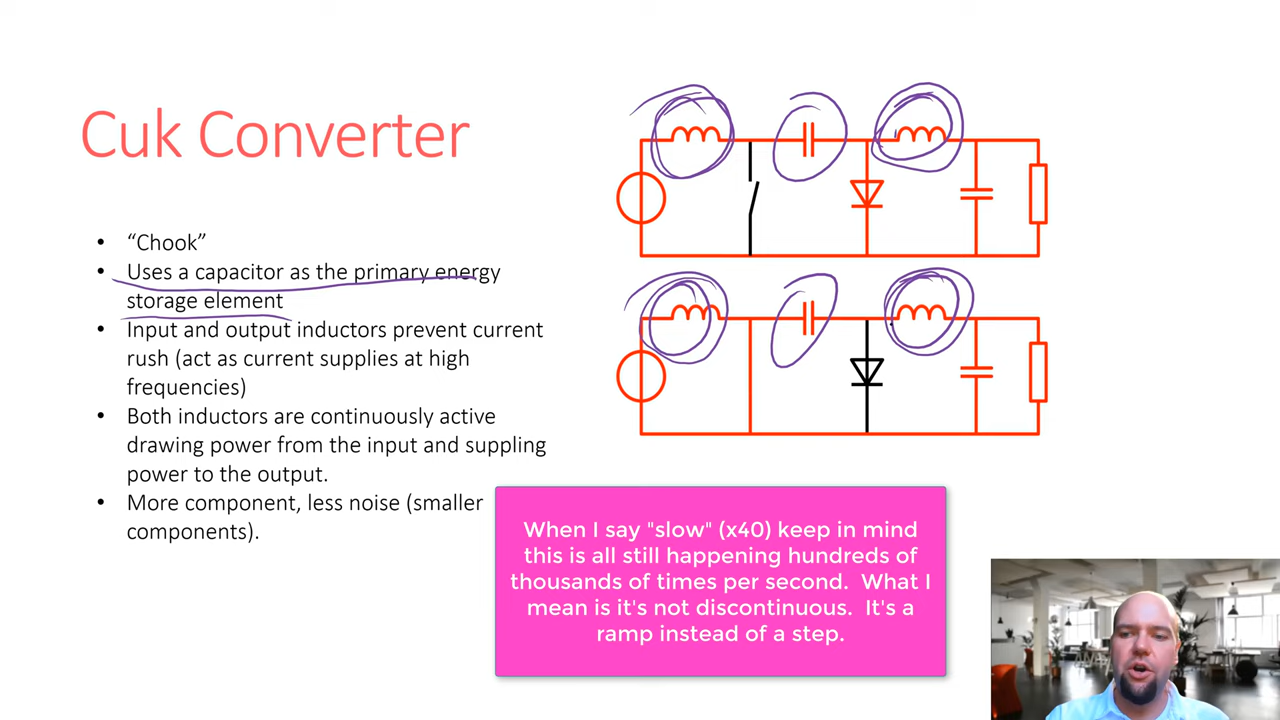 Cuk Converter
• “Chook”
• Uses a capacitor as the primary energy
storage element
• Input and output inductors prevent current
rush (act as current supplies at high
frequencies)
• Both inductors are continuously active
drawing power from the input and suppling
power to the output.
• More component, less noise (smaller
components).
When I say "slow" (x40) keep in mind
this is all still happening hundreds of
thousands of times per second. What I
mean is it's not discontinuous. It's a
ramp instead of a step.